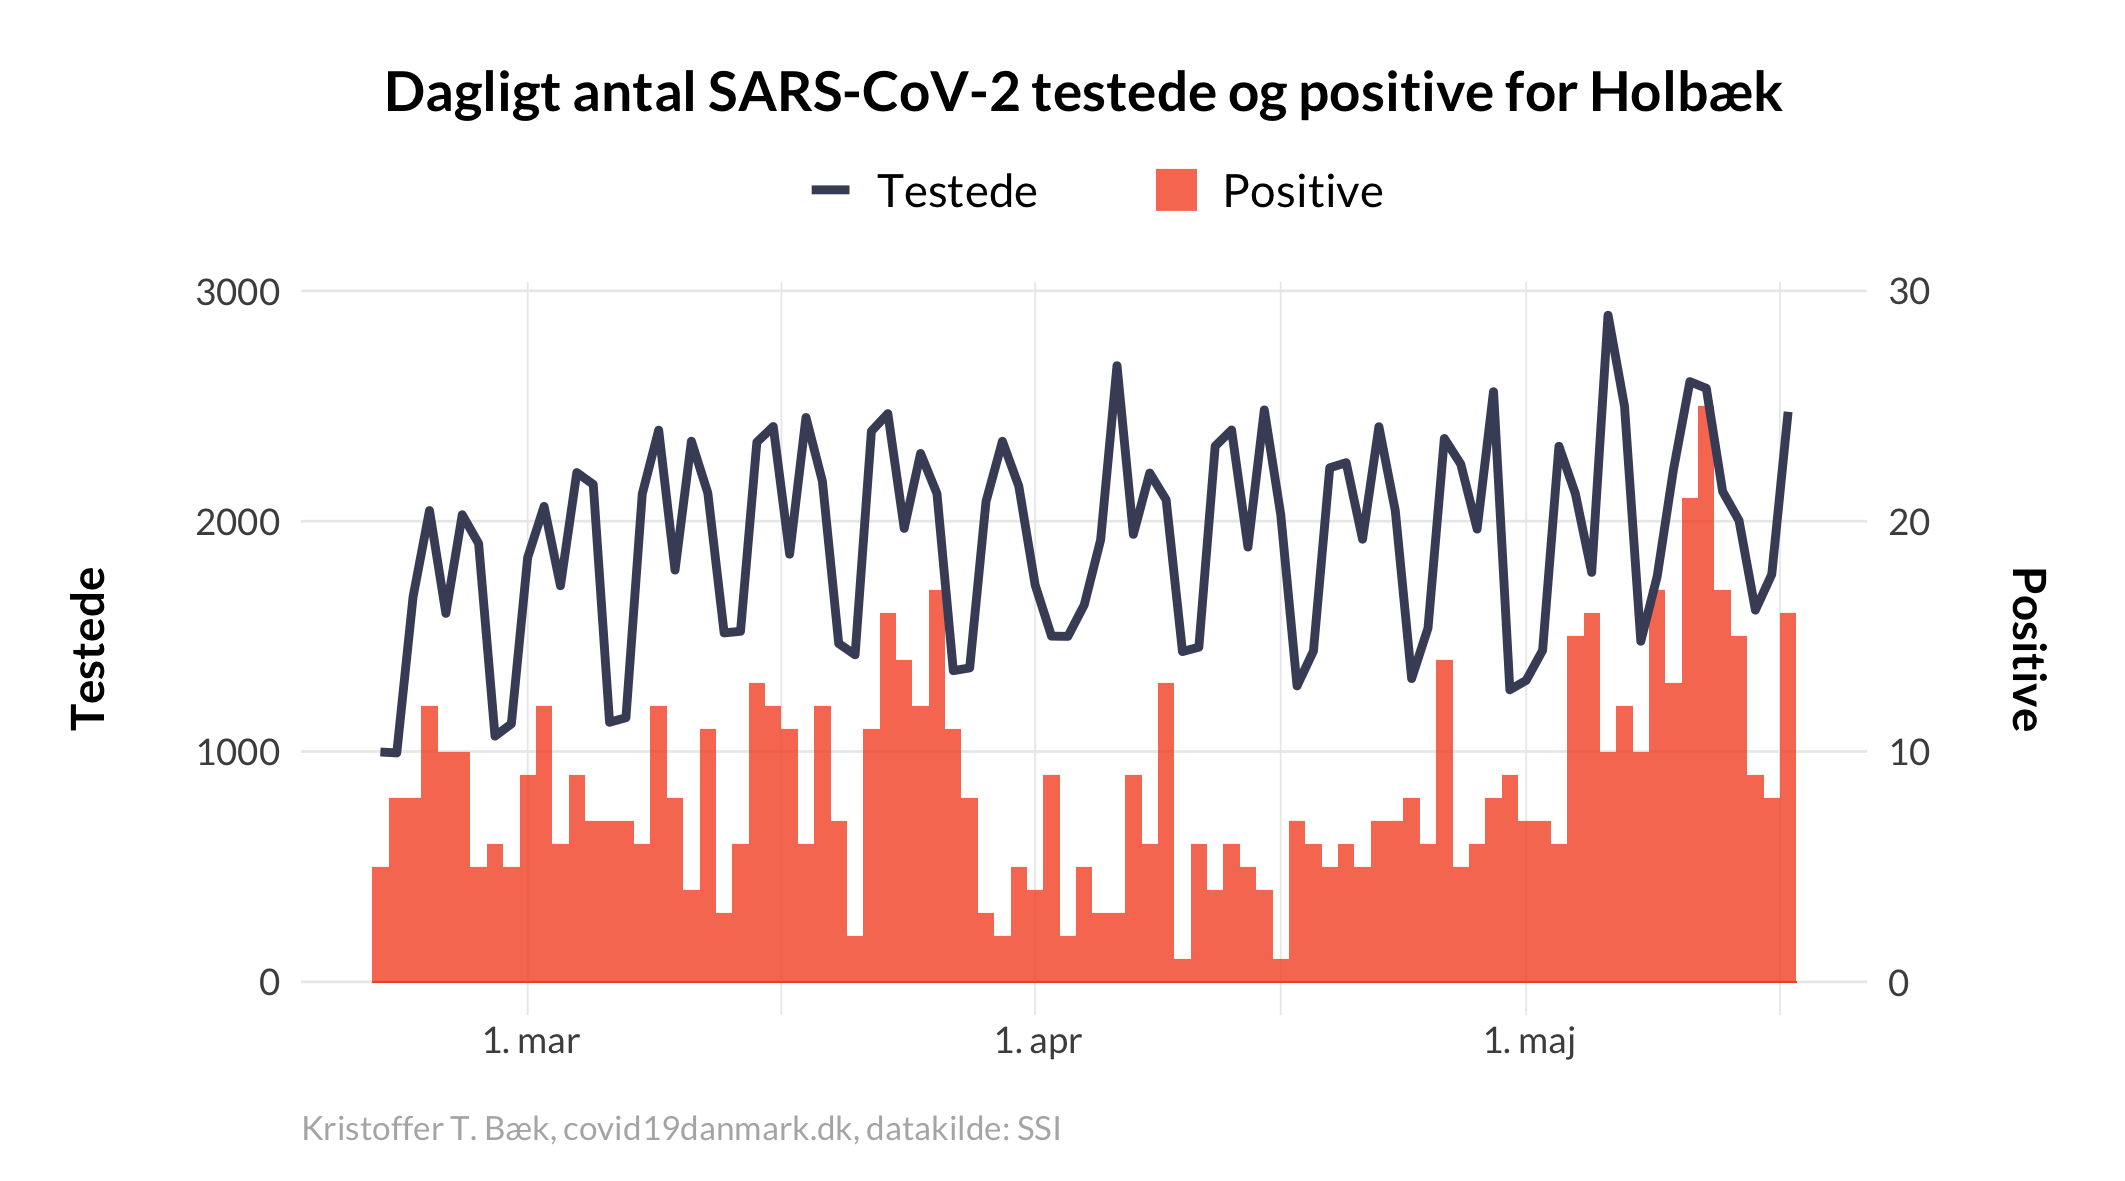 Dagligt antal SARS-CoV-2 testede og positive for Holbæk
Testede
Positive
3000
2000
1000
0
30
20
10
0
Testede
Positive
1. mar
1. apr
1. maj
Kristoffer T. Bæk, covid19danmark.dk, datakilde: SSI